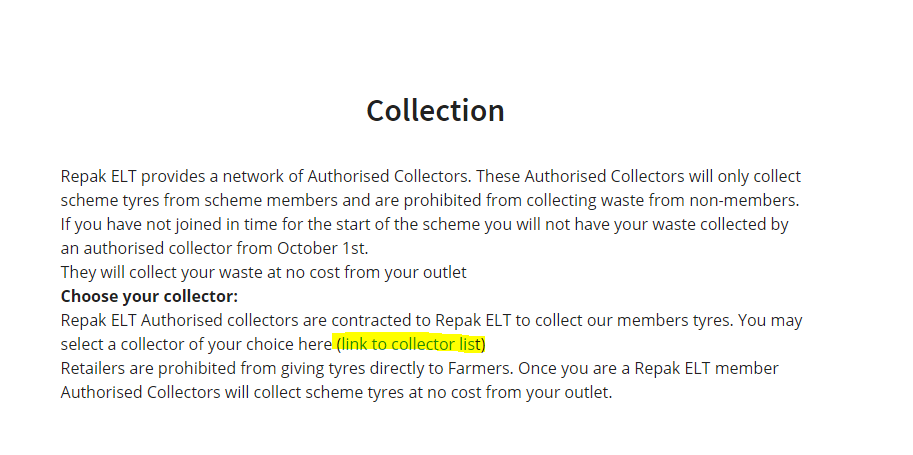 Collection
Repak ELT provides a network of Authorised Collectors. These Authorised Collectors will only collect
scheme tyres from scheme members and are prohibited from collecting waste from non-members.
If you have not joined in time for the start of the scheme you will not have your waste collected by
an authorised collector from October 1st.
They will collect your waste at no cost from your outlet
Choose your collector:
Repak ELT Authorised collectors are contracted to Repak ELT to collect our members tyres. You may
select a collector of your choice here (link to collector list)
Retailers are prohibited from giving tyres directly to Farmers. Once you are a Repak ELT member
Authorised Collectors will collect scheme tyres at no cost from your outlet.